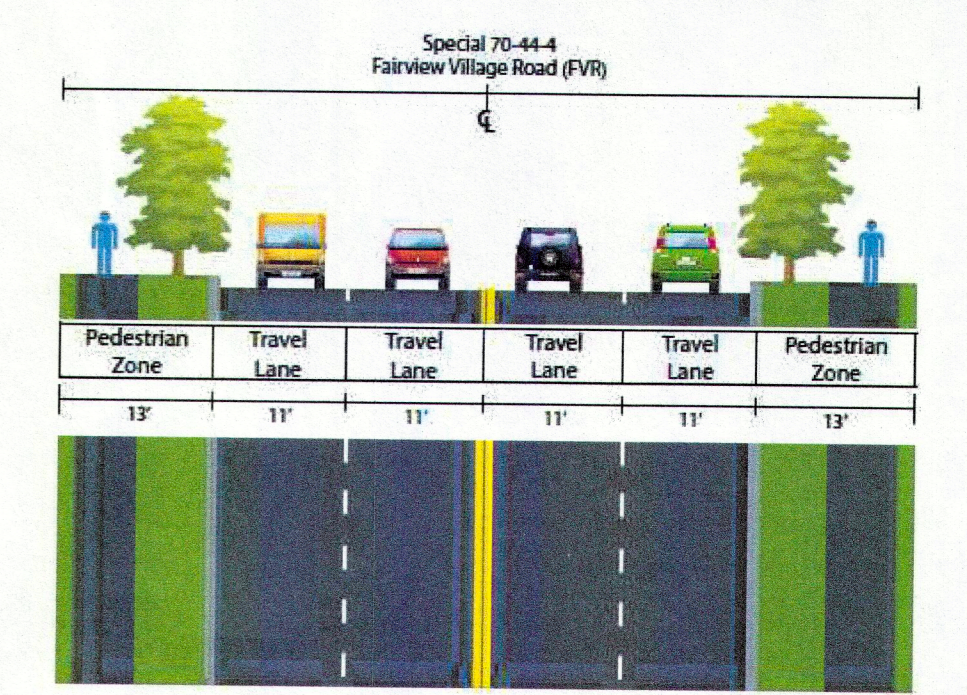 Special 70-44-4
Fairview Village Road (FVR)
℄
Pedestrian Zone
Travel Lane
Travel Lane
Travel Lane
Travel Lane
Pedestrian Zone
13' 11' 11' 11' 11' 13'